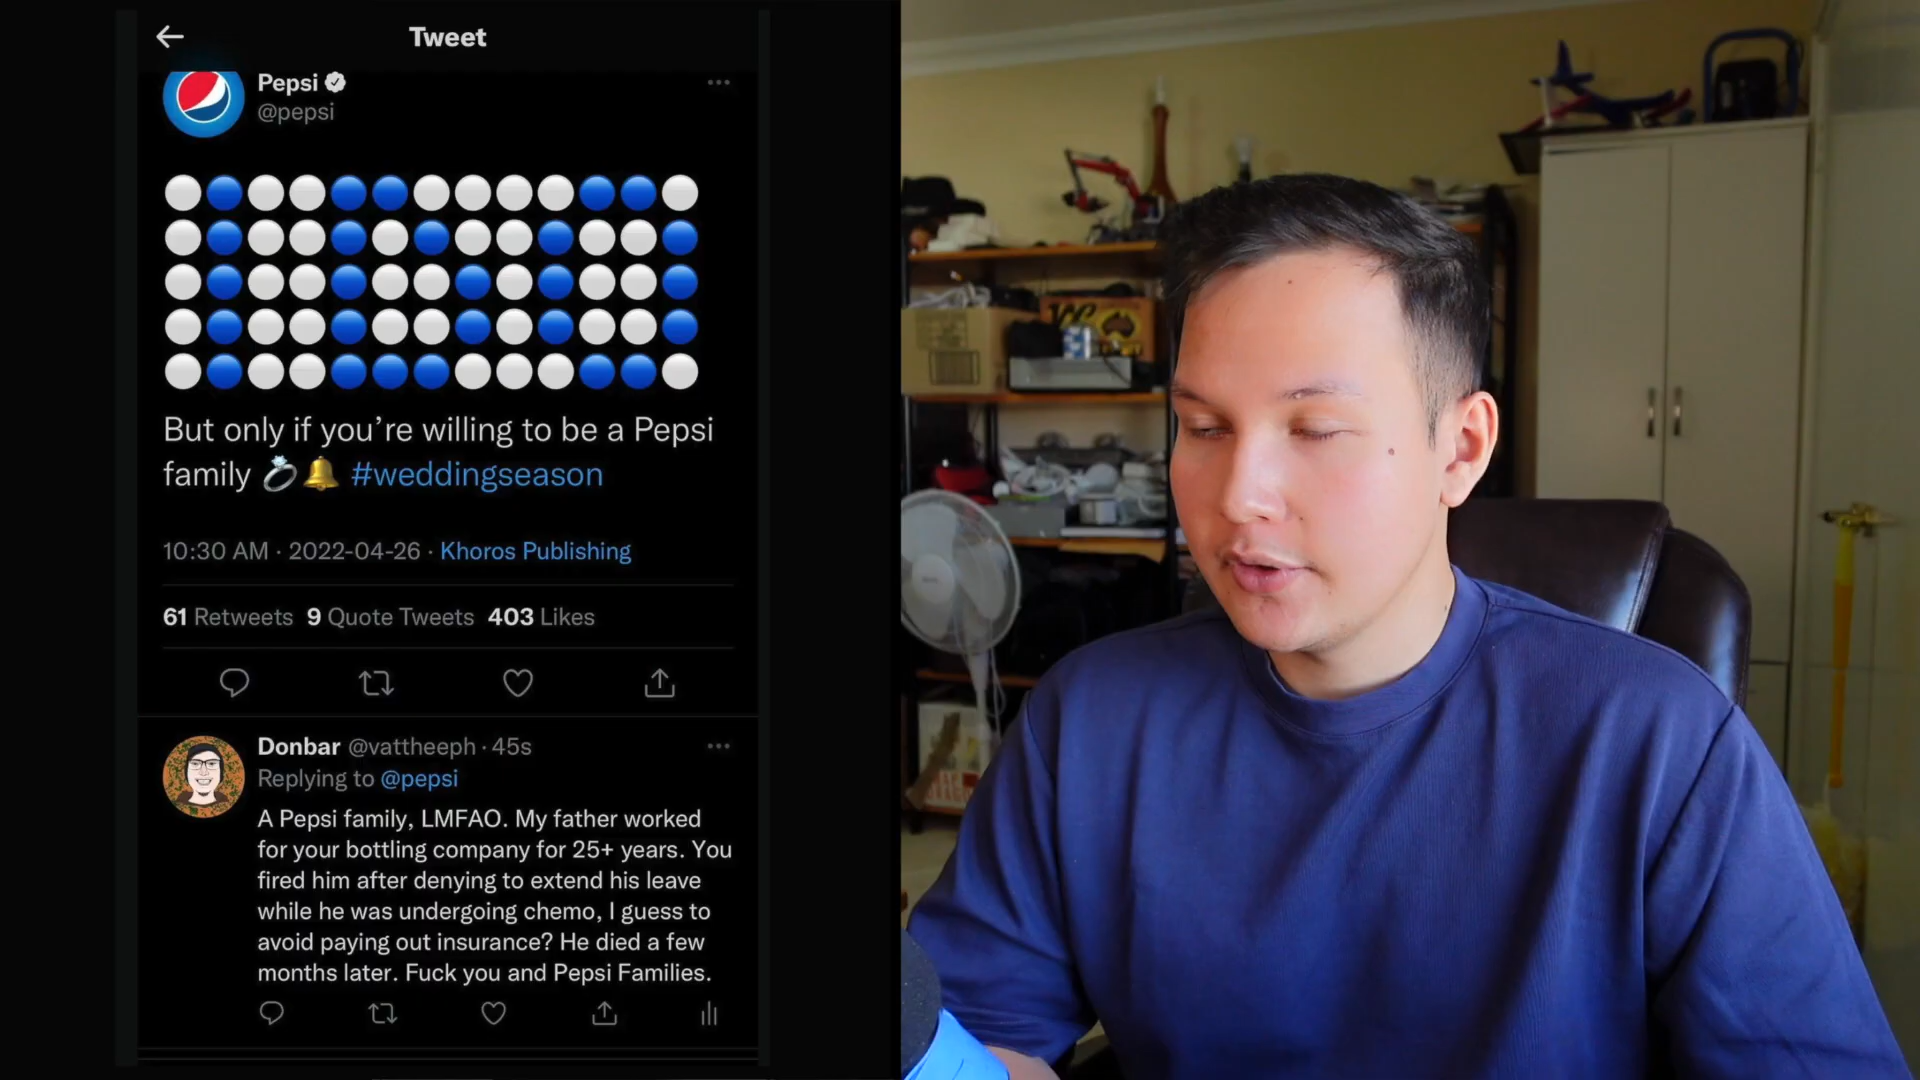 Tweet
Pepsi
@pepsi
But only if you’re willing to be a Pepsi
family 💍🔔 #weddingseason
10:30 AM · 2022-04-26 · Khoros Publishing
61 Retweets 9 Quote Tweets 403 Likes
Donbar @vattheeph · 45s
Replying to @pepsi
A Pepsi family, LMFAO. My father worked
for your bottling company for 25+ years. You
fired him after denying to extend his leave
while he was undergoing chemo, I guess to
avoid paying out insurance? He died a few
months later. Fuck you and Pepsi Families.